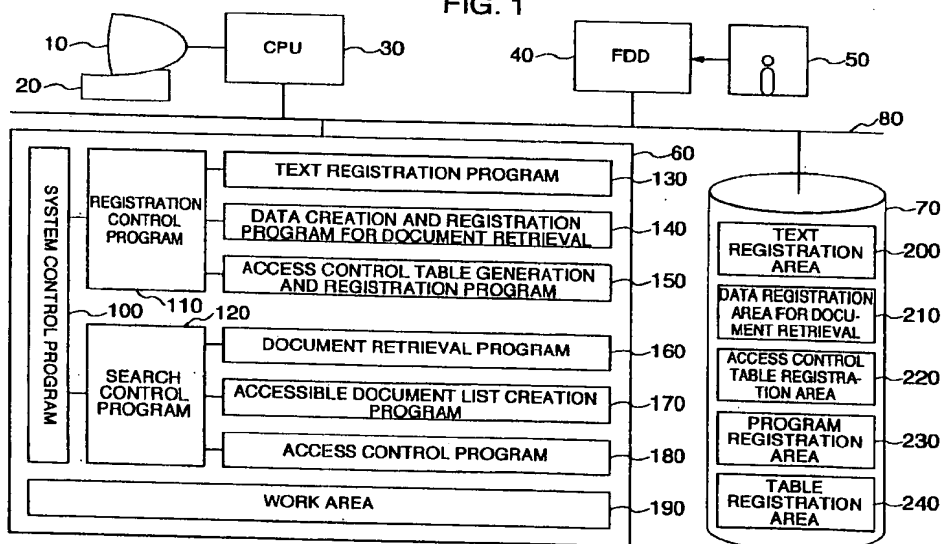 FIG. 1
10
20
CPU
30
40
FDD
50
80
60
SYSTEM CONTROL PROGRAM
100
REGISTRATION
CONTROL
PROGRAM
110
TEXT REGISTRATION PROGRAM
130
DATA CREATION AND REGISTRATION
PROGRAM FOR DOCUMENT RETRIEVAL
140
ACCESS CONTROL TABLE GENERATION
AND REGISTRATION PROGRAM
150
120
SEARCH
CONTROL
PROGRAM
DOCUMENT RETRIEVAL PROGRAM
160
ACCESSIBLE DOCUMENT LIST CREATION
PROGRAM
170
ACCESS CONTROL PROGRAM
180
WORK AREA
190
70
TEXT
REGISTRATION
AREA
200
DATA REGISTRATION
AREA FOR DOCU-
MENT RETRIEVAL
210
ACCESS CONTROL
TABLE REGISTRA-
TION AREA
220
PROGRAM
REGISTRATION
AREA
230
TABLE
REGISTRATION
AREA
240